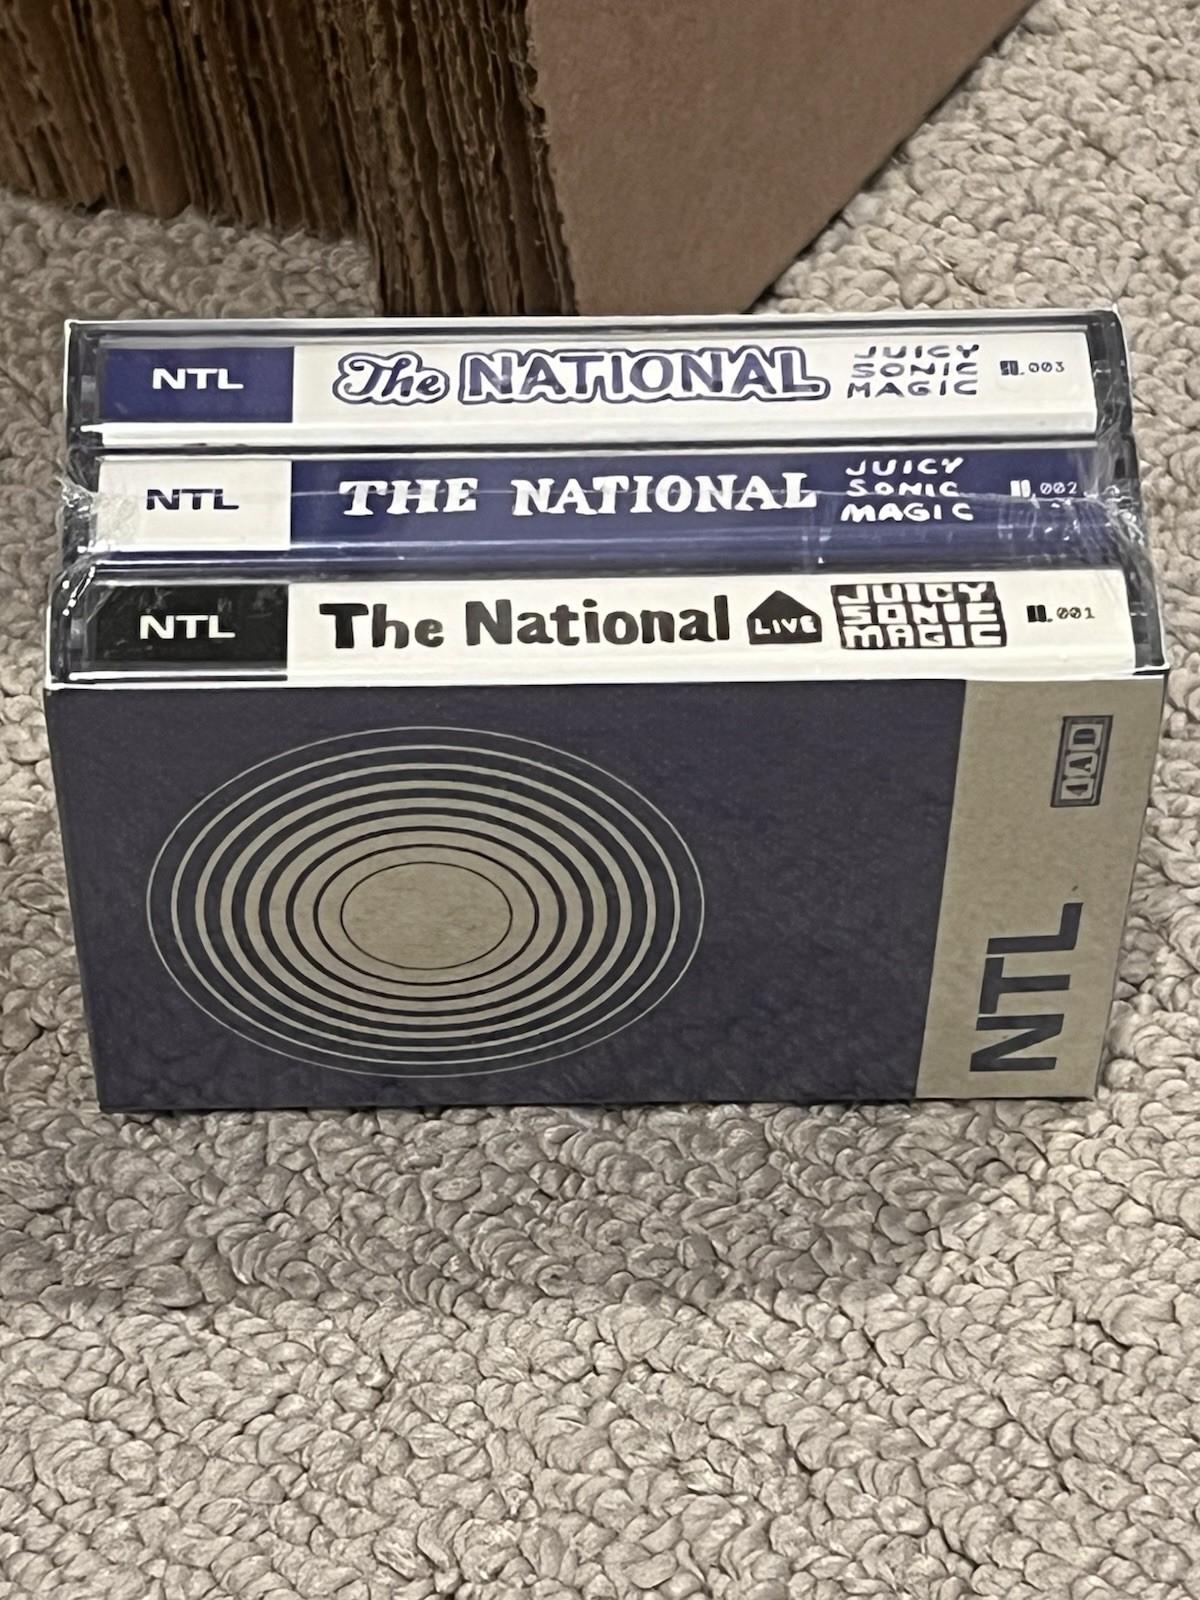 NTL The NATIONAL JUICY SONIC MAGIC .003
NTL THE NATIONAL JUICY SONIC MAGIC .002
NTL The National LIVE JUICY SONIC MAGIC .001
4AD
NTL